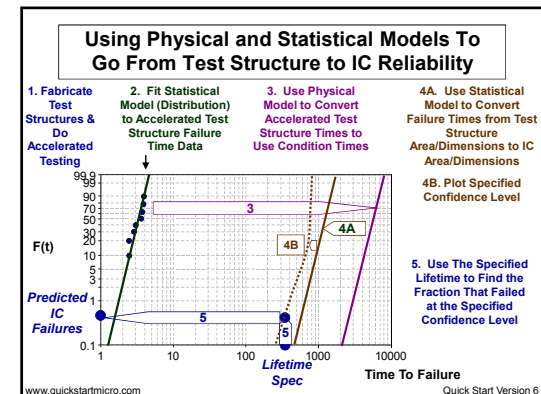 Using Physical and Statistical Models To
Go From Test Structure to IC Reliability
1. Fabricate
Test
Structures &
Do
Accelerated
Testing
2. Fit Statistical
Model (Distribution)
to Accelerated Test
Structure Failure
Time Data
3. Use Physical
Model to Convert
Accelerated Test
Structure Times to
Use Condition Times
4A. Use Statistical
Model to Convert
Failure Times from Test
Structure
Area/Dimensions to IC
Area/Dimensions
4B. Plot Specified
Confidence Level
5. Use The Specified
Lifetime to Find the
Fraction That Failed
at the Specified
Confidence Level
F(t)
Predicted
IC
Failures
99.9
99
90
70
50
30
20
10
5
3
1
0.1
3
4A
4B
5
5
1
10
100
1000
10000
Lifetime
Spec
Time To Failure
www.quickstartmicro.com
Quick Start Version 6